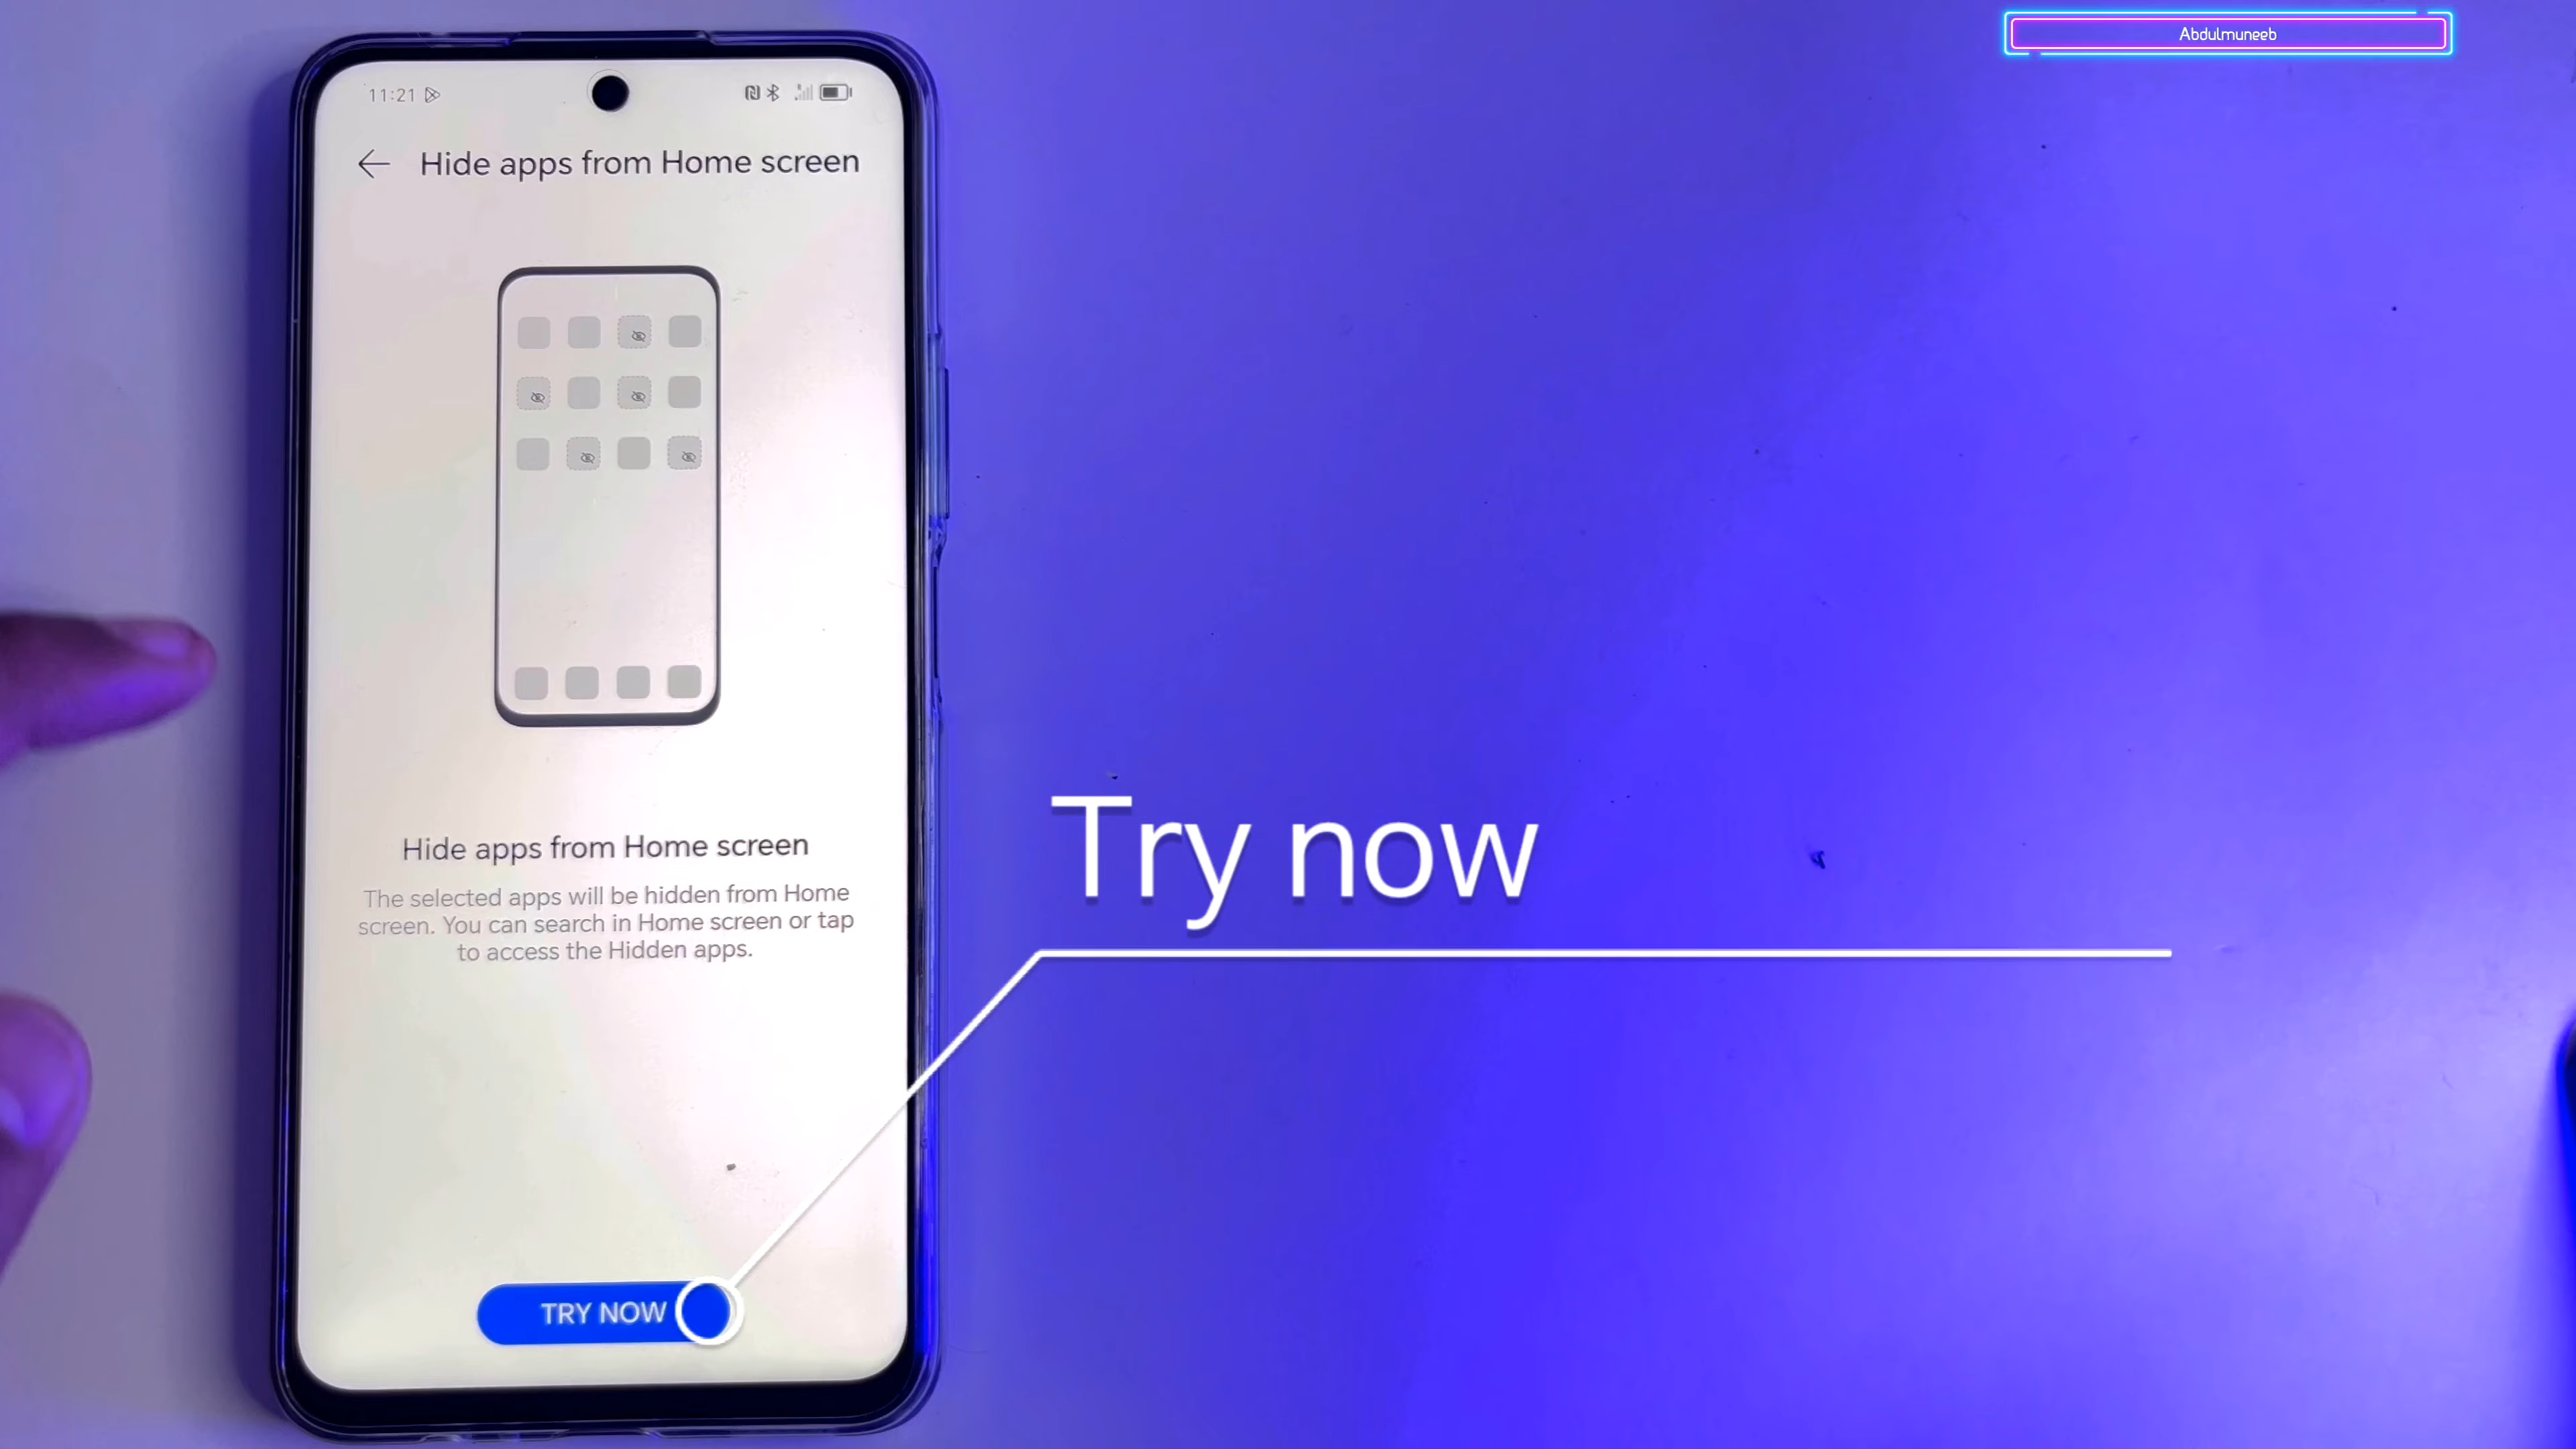 Abdulmuneeb
11:21
Hide apps from Home screen
Hide apps from Home screen
The selected apps will be hidden from Home
screen. You can search in Home screen or tap
to access the Hidden apps.
Try now
TRY NOW